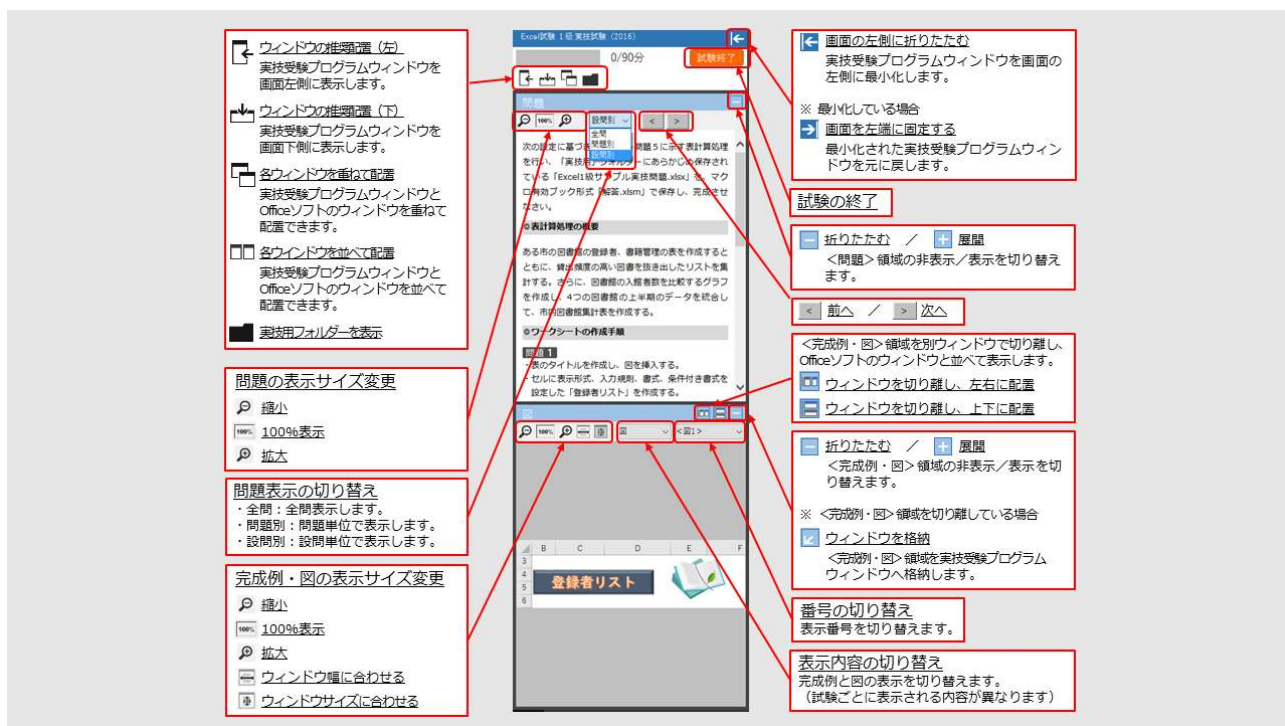 ウィンドウの推奨配置（左）
実技受験プログラムウィンドウを
画面左側に表示します。
ウィンドウの推奨配置（下）
実技受験プログラムウィンドウを
画面下側に表示します。
各ウィンドウを重ねて配置
実技受験プログラムウィンドウと
Officeソフトのウィンドウを重ねて
配置できます。
各ウィンドウを並べて配置
実技受験プログラムウィンドウと
Officeソフトのウィンドウを並べて
配置できます。
実技用フォルダーを表示
問題の表示サイズ変更
縮小
100% 100%表示
拡大
問題表示の切り替え
・全問：全問表示します。
・問題別：問題単位で表示します。
・設問別：設問単位で表示します。
完成例・図の表示サイズ変更
縮小
100% 100%表示
拡大
ウィンドウ幅に合わせる
ウィンドウサイズに合わせる
Excel試験 1級 実技試験（2016）
0/90分 試験終了
問題
100% 設問別 < >
全問
問題別
設問別
次の設定に基づき 問題5に示す表計算処理
を行い、「実技用」フォルダーにあらかじめ保存され
ている「Excel1級サンプル実技問題.xlsx」を、マク
ロ有効ブック形式「解答.xlsm」で保存し、完成させ
なさい。
◎表計算処理の概要
ある市の図書館の登録者、書籍管理の表を作成すると
ともに、貸出頻度の高い図書を抜き出したリストを集
計する。さらに、図書館の入館者数を比較するグラフ
を作成し、4つの図書館の上半期のデータを統合し
て、市内図書館集計表を作成する。
◎ワークシートの作成手順
問題 1
・表のタイトルを作成し、図を挿入する。
・セルに表示形式、入力規則、書式、条件付き書式を
設定した「登録者リスト」を作成する。
図
100% 図 <図1>
B C D E F
3
4
5
6
登録者リスト
画面の左側に折りたたむ
実技受験プログラムウィンドウを画面の
左側に最小化します。
※ 最小化している場合
画面を左端に固定する
最小化された実技受験プログラムウィン
ドウを元に戻します。
試験の終了
折りたたむ ／ 展開
＜問題＞領域の非表示／表示を切り替え
ます。
< 前へ ／ > 次へ
＜完成例・図＞領域を別ウィンドウで切り離し、
Officeソフトのウィンドウと並べて表示します。
ウィンドウを切り離し、左右に配置
ウィンドウを切り離し、上下に配置
折りたたむ ／ 展開
＜完成例・図＞領域の非表示／表示を切
り替えます。
※ ＜完成例・図＞領域を切り離している場合
ウィンドウを格納
＜完成例・図＞領域を実技受験プログラム
ウィンドウへ格納します。
番号の切り替え
表示番号を切り替えます。
表示内容の切り替え
完成例と図の表示を切り替えます。
（試験ごとに表示される内容が異なります）